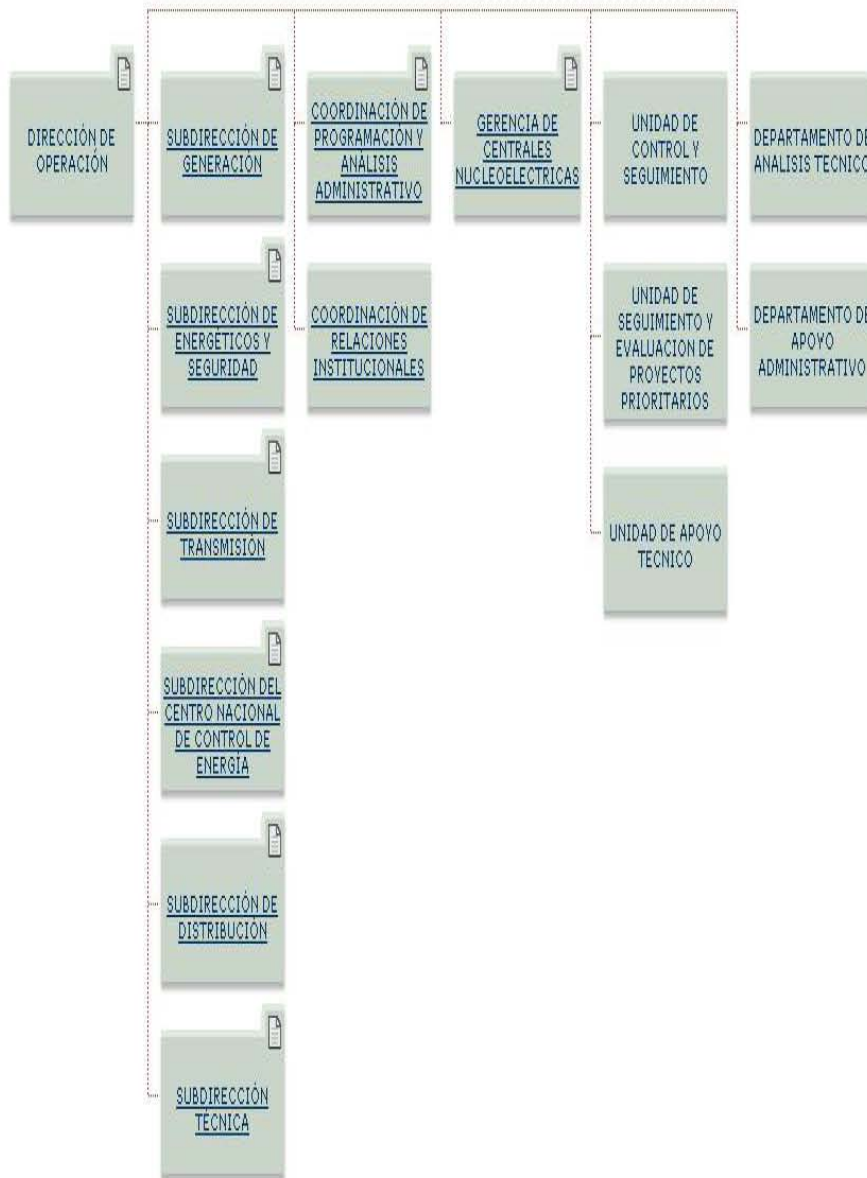 DIRECCIÓN DE
OPERACIÓN
SUBDIRECCIÓN DE
GENERACIÓN
COORDINACIÓN DE
PROGRAMACIÓN Y
ANÁLISIS
ADMINISTRATIVO
GERENCIA DE
CENTRALES
NUCLEOELECTRICAS
UNIDAD DE
CONTROL Y
SEGUIMIENTO
DEPARTAMENTO DE
ANALISIS TECNICO
SUBDIRECCIÓN DE
ENERGÉTICOS Y
SEGURIDAD
COORDINACIÓN DE
RELACIONES
INSTITUCIONALES
UNIDAD DE
SEGUIMIENTO Y
EVALUACION DE
PROYECTOS
PRIORITARIOS
DEPARTAMENTO DE
APOYO
ADMINISTRATIVO
SUBDIRECCIÓN DE
TRANSMISIÓN
UNIDAD DE APOYO
TECNICO
SUBDIRECCIÓN DEL
CENTRO NACIONAL
DE CONTROL DE
ENERGÍA
SUBDIRECCIÓN DE
DISTRIBUCIÓN
SUBDIRECCIÓN
TÉCNICA